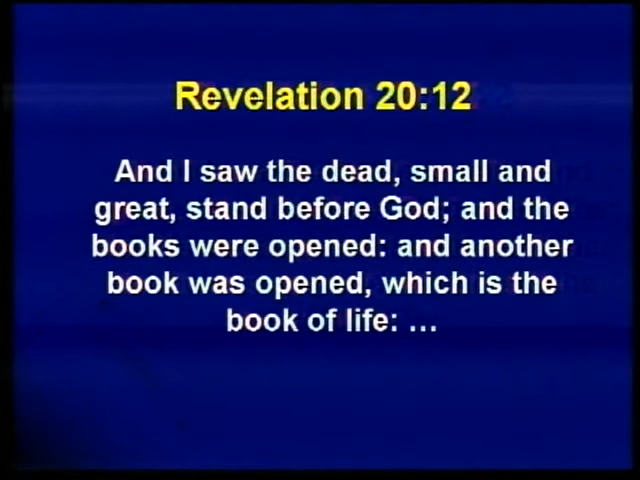 Revelation 20:12
And I saw the dead, small and
great, stand before God; and the
books were opened: and another
book was opened, which is the
book of life: ...